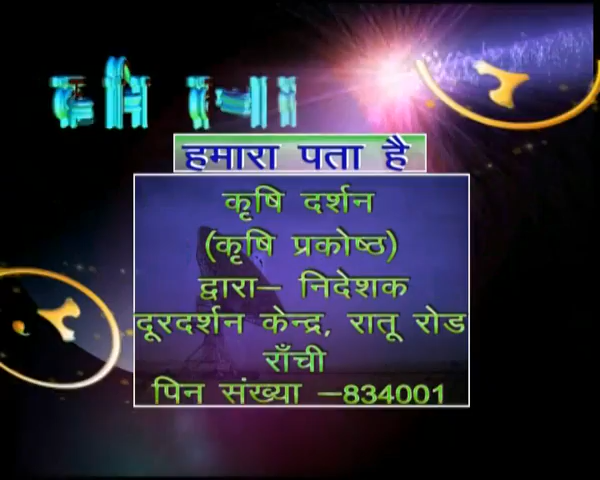 हमारा पता है
कृषि दर्शन
(कृषि प्रकोष्ठ)
द्वारा– निदेशक
दूरदर्शन केन्द्र, रातू रोड
राँची
पिन संख्या –834001